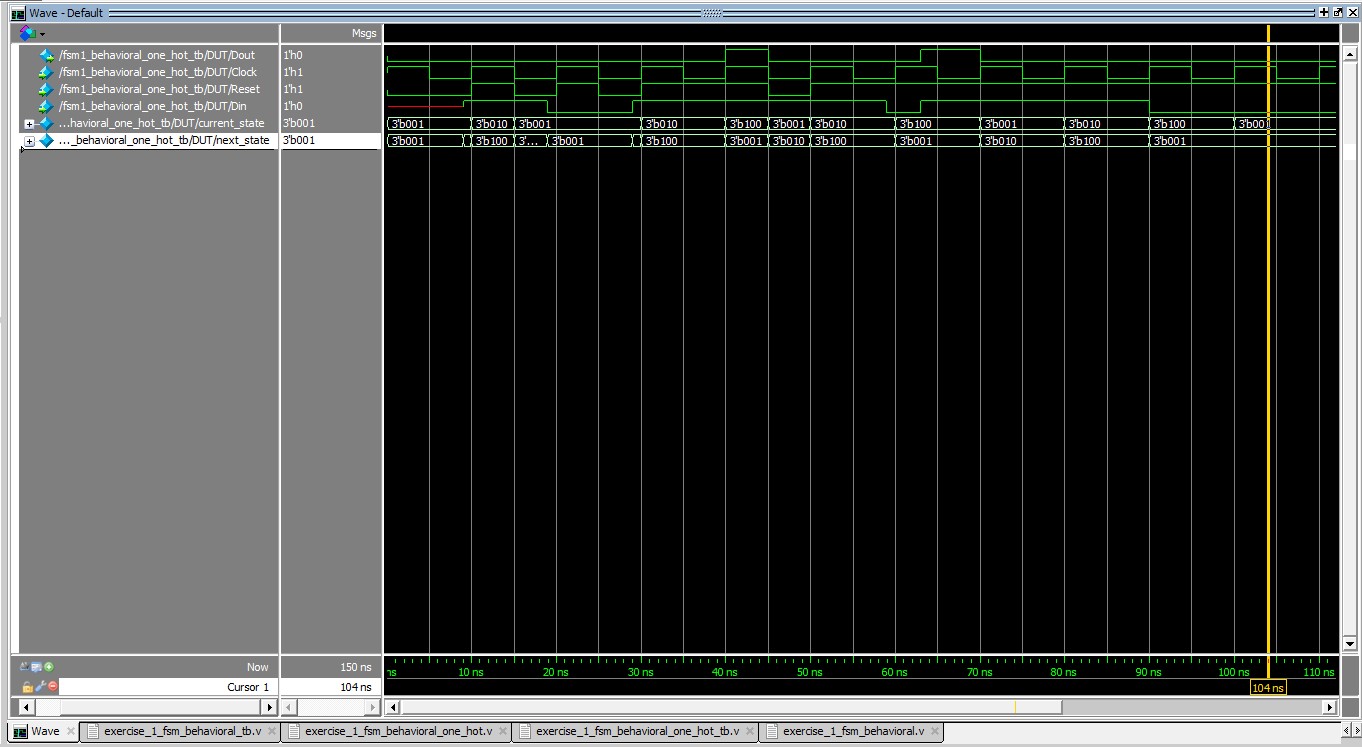 Wave - Default
Msgs
/fsm1_behavioral_one_hot_tb/DUT/Dout 1'h0
/fsm1_behavioral_one_hot_tb/DUT/Clock 1'h1
/fsm1_behavioral_one_hot_tb/DUT/Reset 1'h1
/fsm1_behavioral_one_hot_tb/DUT/Din 1'h0
...havioral_one_hot_tb/DUT/current_state 3'b001 3'b001 3'b010 3'b001 3'b010 3'b100 3'b001 3'b010 3'b100 3'b001 3'b010 3'b100 3'b00
..._behavioral_one_hot_tb/DUT/next_state 3'b001 3'b001 3'b100 3'... 3'b001 3'b100 3'b001 3'b010 3'b100 3'b001 3'b010 3'b100 3'b001
Now 150 ns ns 10 ns 20 ns 30 ns 40 ns 50 ns 60 ns 70 ns 80 ns 90 ns 100 ns 110 ns
Cursor 1 104 ns 104 ns
Wave exercise_1_fsm_behavioral_tb.v exercise_1_fsm_behavioral_one_hot.v exercise_1_fsm_behavioral_one_hot_tb.v exercise_1_fsm_behavioral.v